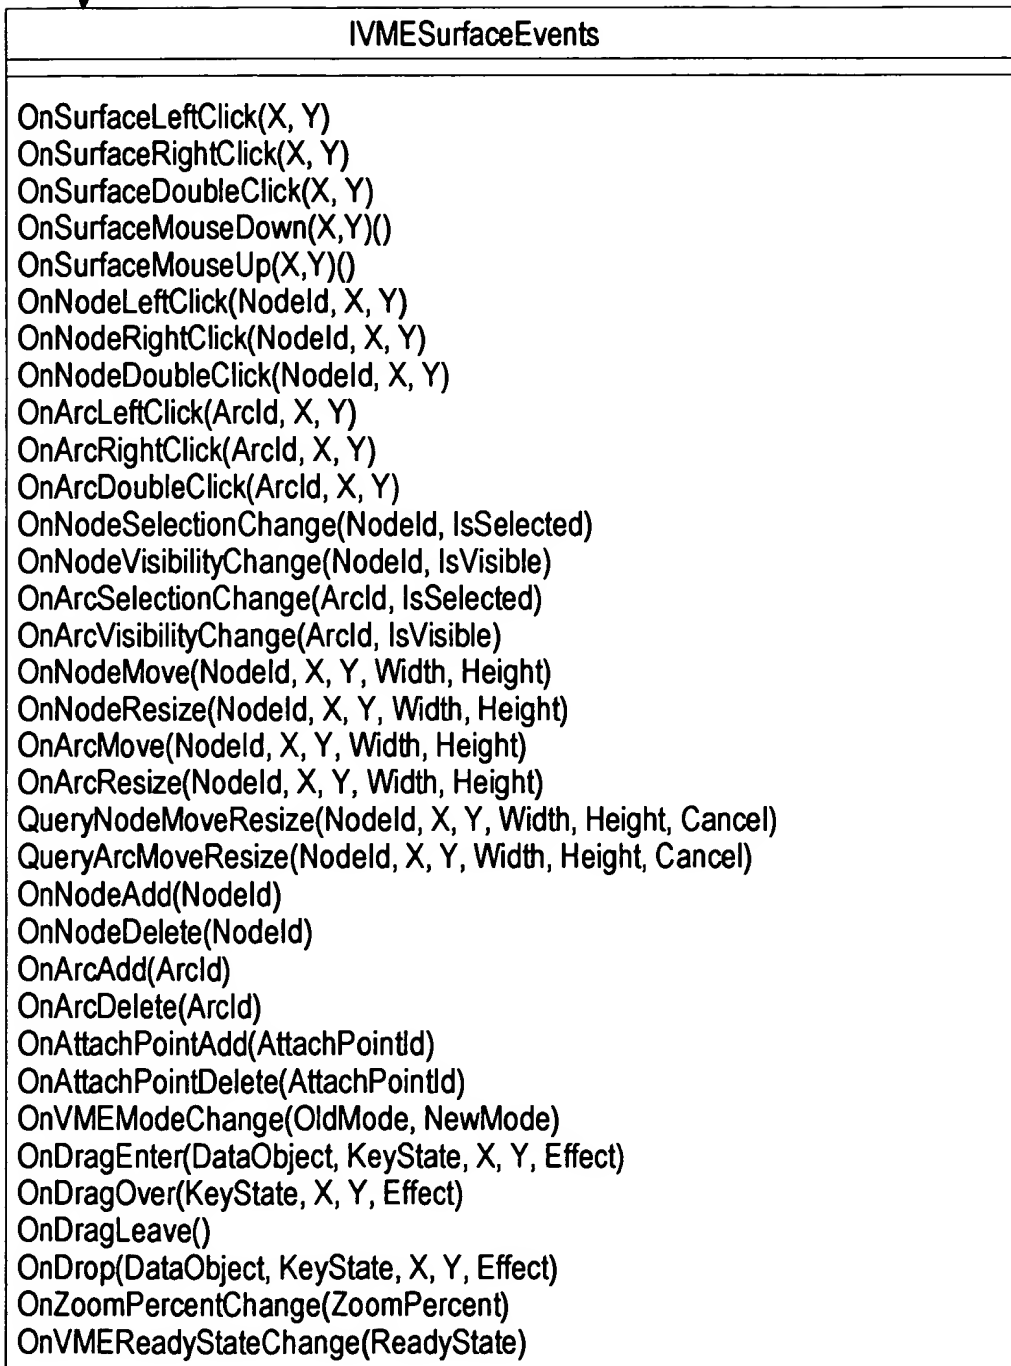 IVMESurfaceEvents
OnSurfaceLeftClick(X, Y)
OnSurfaceRightClick(X, Y)
OnSurfaceDoubleClick(X, Y)
OnSurfaceMouseDown(X,Y)()
OnSurfaceMouseUp(X,Y)()
OnNodeLeftClick(NodeId, X, Y)
OnNodeRightClick(NodeId, X, Y)
OnNodeDoubleClick(NodeId, X, Y)
OnArcLeftClick(ArcId, X, Y)
OnArcRightClick(ArcId, X, Y)
OnArcDoubleClick(ArcId, X, Y)
OnNodeSelectionChange(NodeId, IsSelected)
OnNodeVisibilityChange(NodeId, IsVisible)
OnArcSelectionChange(ArcId, IsSelected)
OnArcVisibilityChange(ArcId, IsVisible)
OnNodeMove(NodeId, X, Y, Width, Height)
OnNodeResize(NodeId, X, Y, Width, Height)
OnArcMove(NodeId, X, Y, Width, Height)
OnArcResize(NodeId, X, Y, Width, Height)
QueryNodeMoveResize(NodeId, X, Y, Width, Height, Cancel)
QueryArcMoveResize(NodeId, X, Y, Width, Height, Cancel)
OnNodeAdd(NodeId)
OnNodeDelete(NodeId)
OnArcAdd(ArcId)
OnArcDelete(ArcId)
OnAttachPointAdd(AttachPointId)
OnAttachPointDelete(AttachPointId)
OnVMEModeChange(OldMode, NewMode)
OnDragEnter(DataObject, KeyState, X, Y, Effect)
OnDragOver(KeyState, X, Y, Effect)
OnDragLeave()
OnDrop(DataObject, KeyState, X, Y, Effect)
OnZoomPercentChange(ZoomPercent)
OnVMEReadyStateChange(ReadyState)